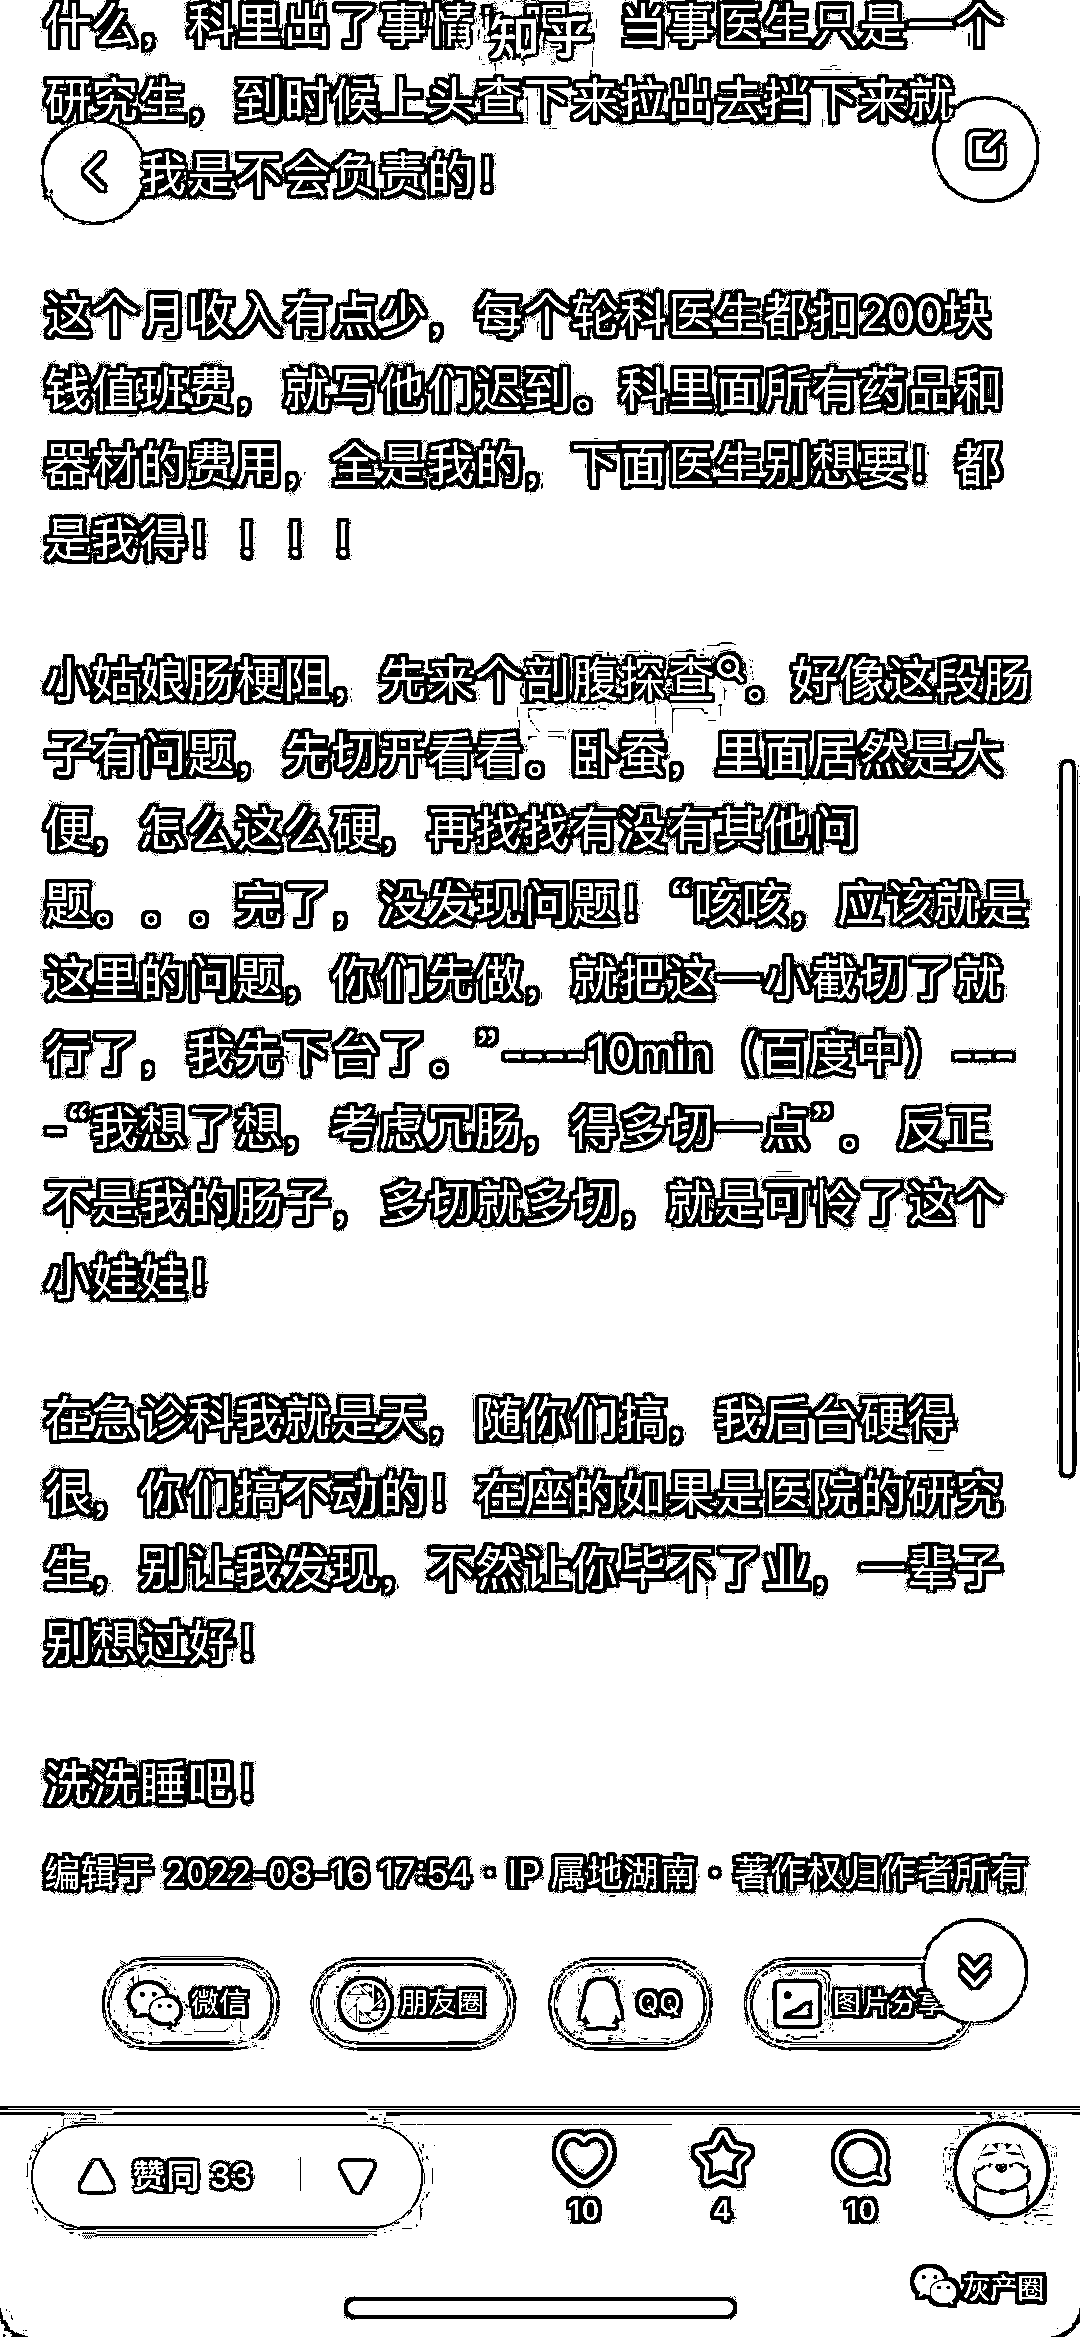 什么，科里出了事情 知乎 当事医生只是一个
研究生，到时候上头查下来拉出去挡下来就
我是不会负责的！
这个月收入有点少，每个轮科医生都扣200块
钱值班费，就写他们迟到。科里面所有药品和
器材的费用，全是我的，下面医生别想要！都
是我得！！！！
小姑娘肠梗阻，先来个剖腹探查。好像这段肠
子有问题，先切开看看。卧蚕，里面居然是大
便，怎么这么硬，再找找有没有其他问
题。。。完了，没发现问题！“咳咳，应该就是
这里的问题，你们先做，就把这一小截切了就
行了，我先下台了。”----10min（百度中）---
-“我想了想，考虑冗肠，得多切一点”。反正
不是我的肠子，多切就多切，就是可怜了这个
小娃娃！
在急诊科我就是天，随你们搞，我后台硬得
很，你们搞不动的！在座的如果是医院的研究
生，别让我发现，不然让你毕不了业，一辈子
别想过好！
洗洗睡吧！
编辑于 2022-08-16 17:54 · IP 属地湖南 · 著作权归作者所有
微信 朋友圈 QQ 图片分享
赞同 33 10 4 10
灰产圈